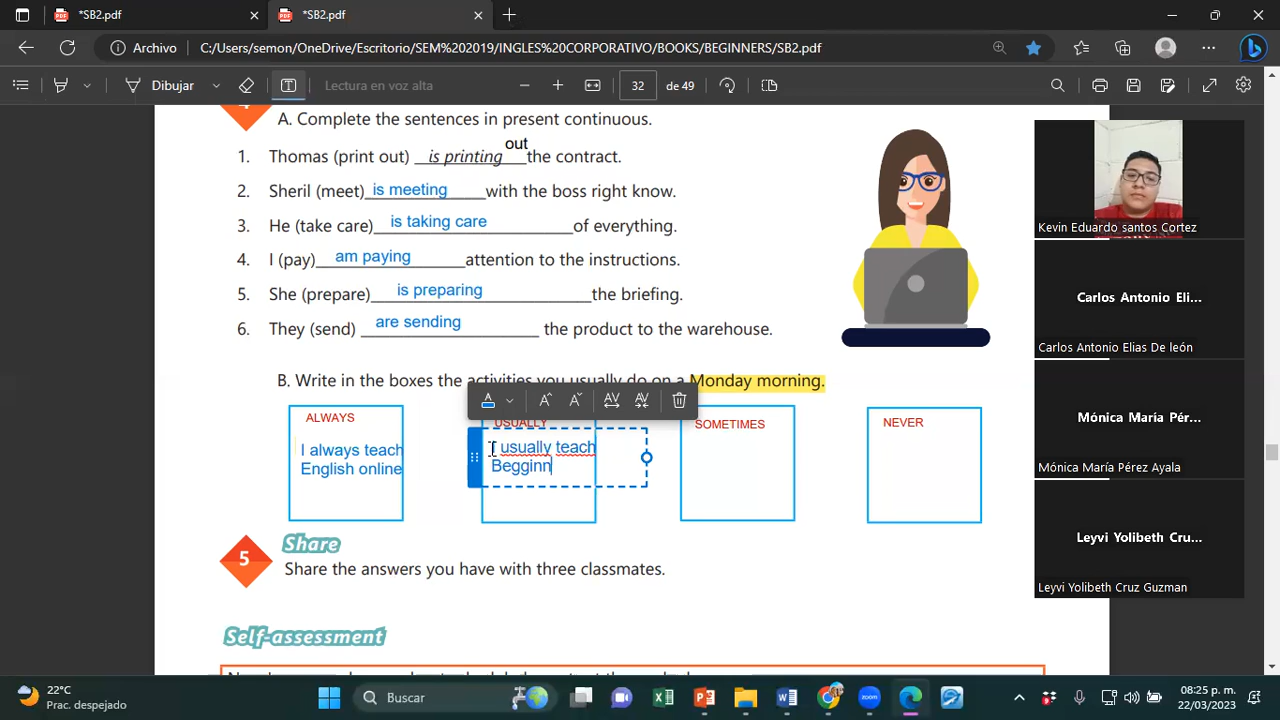 *SB2.pdf
*SB2.pdf
Archivo
C:/Users/semon/OneDrive/Escritorio/SEM%202019/INGLES%20CORPORATIVO/BOOKS/BEGINNERS/SB2.pdf
Dibujar
Lectura en voz alta
32
de 49
4
A. Complete the sentences in present continuous.
out
1. Thomas (print out) __is printing___the contract.
2. Sheril (meet) is meeting with the boss right know.
3. He (take care) is taking care of everything.
4. I (pay) am paying attention to the instructions.
5. She (prepare) is preparing the briefing.
6. They (send) are sending the product to the warehouse.
B. Write in the boxes the activities you usually do on a Monday morning.
ALWAYS
I always teach
English online
USUALLY
I usually teach
Begginn
SOMETIMES
NEVER
5
Share
Share the answers you have with three classmates.
Self-assessment
Kevin Eduardo santos Cortez
Carlos Antonio Eli...
Carlos Antonio Elias De león
Mónica María Pér...
Mónica María Pérez Ayala
Leyvi Yolibeth Cru...
Leyvi Yolibeth Cruz Guzman
22°C
Prac. despejado
Buscar
zoom
08:25 p. m.
22/03/2023